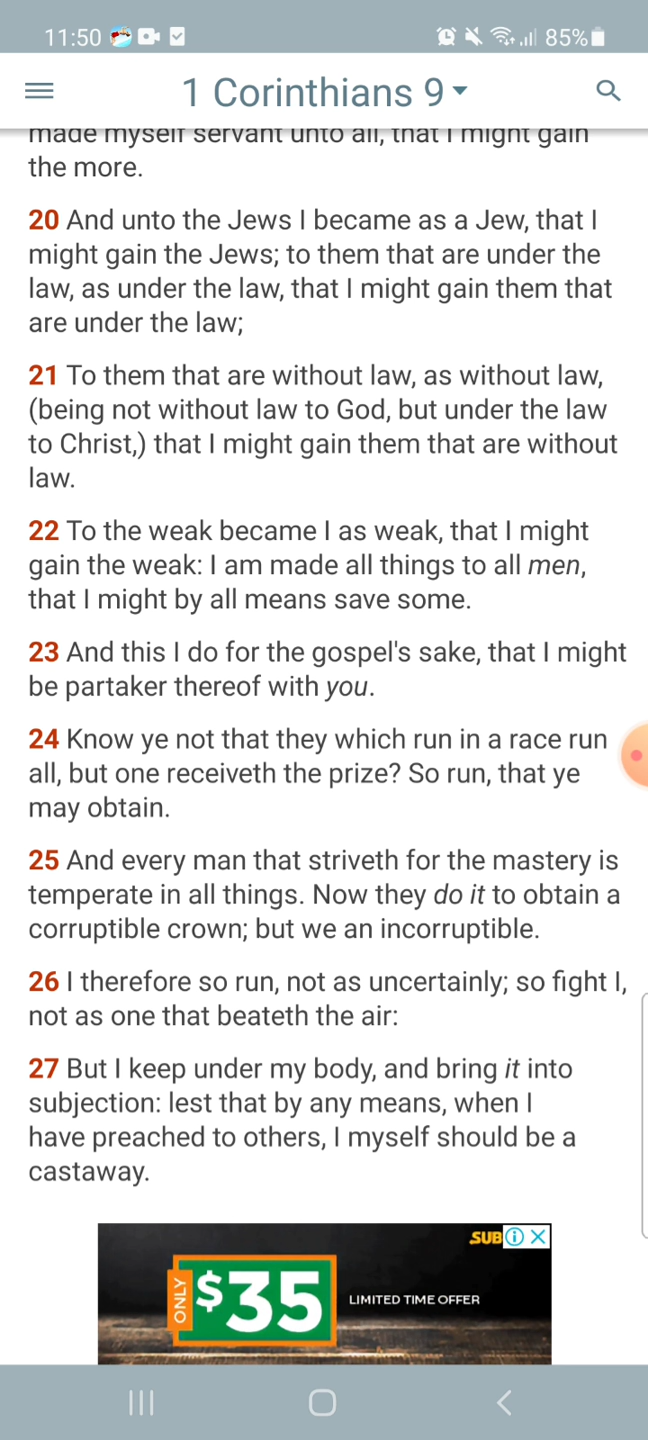 11:50
85%
1 Corinthians 9
made myself servant unto all, that I might gain
the more.
20 And unto the Jews I became as a Jew, that I
might gain the Jews; to them that are under the
law, as under the law, that I might gain them that
are under the law;
21 To them that are without law, as without law,
(being not without law to God, but under the law
to Christ,) that I might gain them that are without
law.
22 To the weak became I as weak, that I might
gain the weak: I am made all things to all men,
that I might by all means save some.
23 And this I do for the gospel's sake, that I might
be partaker thereof with you.
24 Know ye not that they which run in a race run
all, but one receiveth the prize? So run, that ye
may obtain.
25 And every man that striveth for the mastery is
temperate in all things. Now they do it to obtain a
corruptible crown; but we an incorruptible.
26 I therefore so run, not as uncertainly; so fight I,
not as one that beateth the air:
27 But I keep under my body, and bring it into
subjection: lest that by any means, when I
have preached to others, I myself should be a
castaway.
SUB
ONLY
$35
LIMITED TIME OFFER